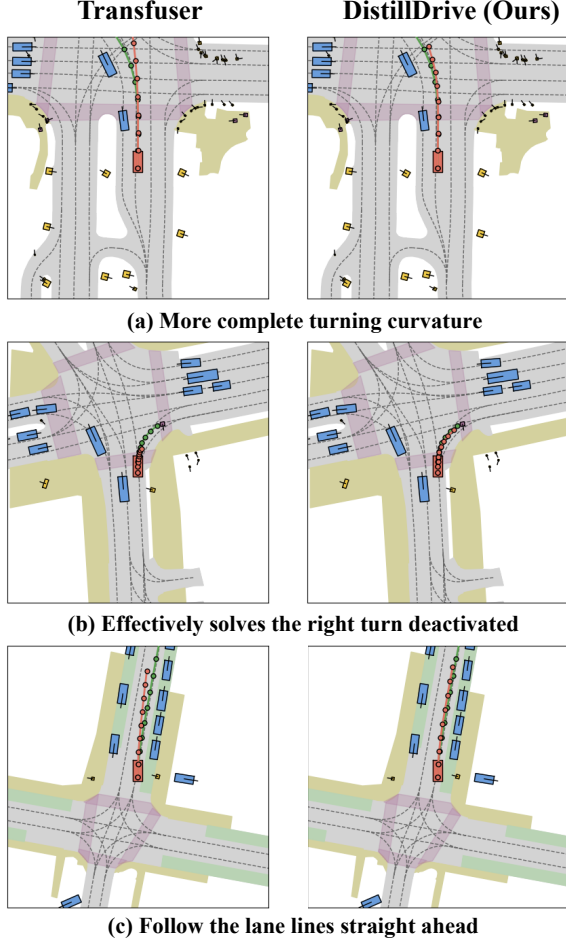 Transfuser
DistillDrive (Ours)
(a) More complete turning curvature
(b) Effectively solves the right turn deactivated
(c) Follow the lane lines straight ahead